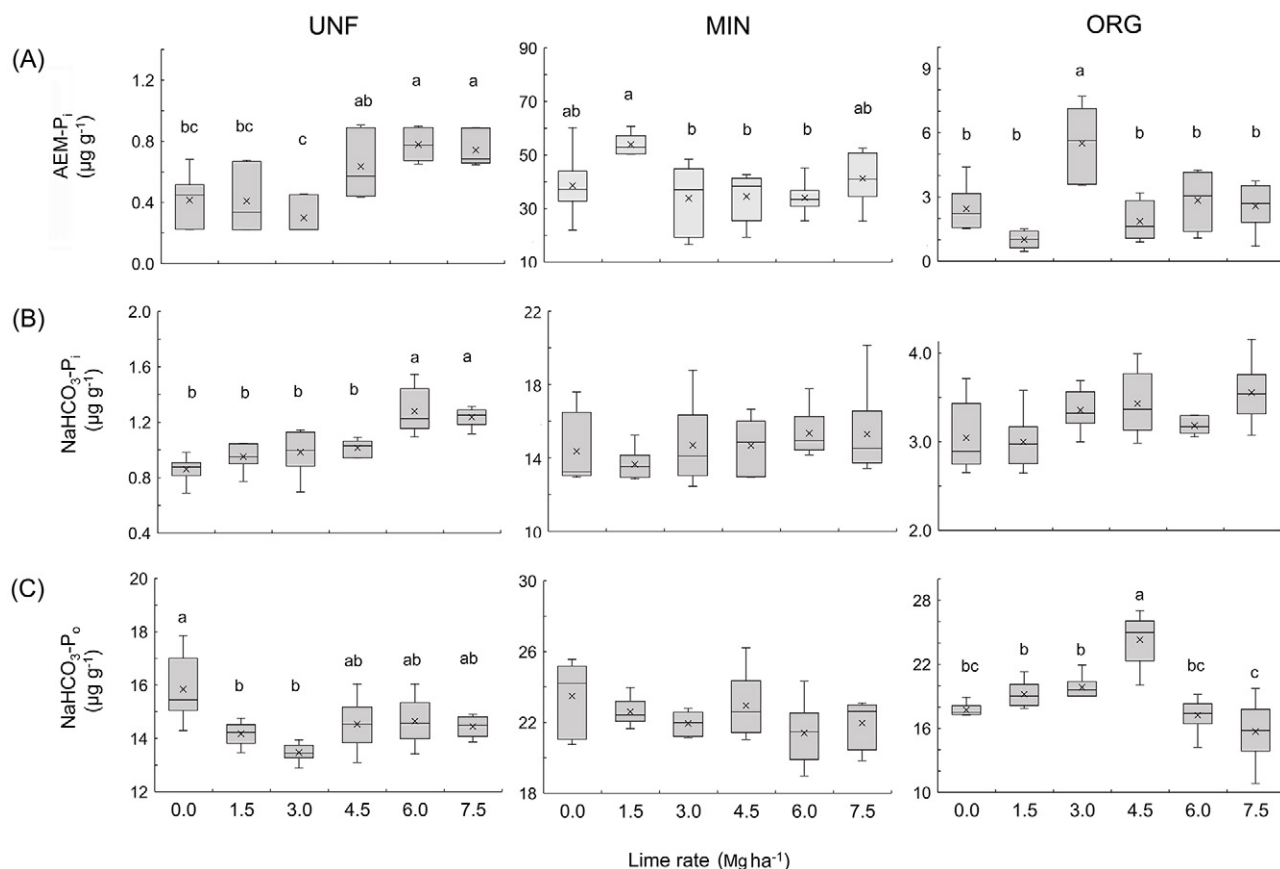 UNF MIN ORG
(A)
AEM-Pi
(µg g-1)
1.2
0.8
0.4
0.0
bc bc c ab a a
90
70
50
30
10
ab a b b b ab
9
6
3
0
b b a b b b
(B)
NaHCO3-Pi
(µg g-1)
2.0
1.6
1.2
0.8
0.4
b b b b a a
22
18
14
10
4.0
3.0
2.0
(C)
NaHCO3-Po
(µg g-1)
20
18
16
14
12
a b b ab ab ab
30
26
22
18
28
22
16
10
bc b b a bc c
0.0 1.5 3.0 4.5 6.0 7.5
0.0 1.5 3.0 4.5 6.0 7.5
0.0 1.5 3.0 4.5 6.0 7.5
Lime rate (Mg ha-1)